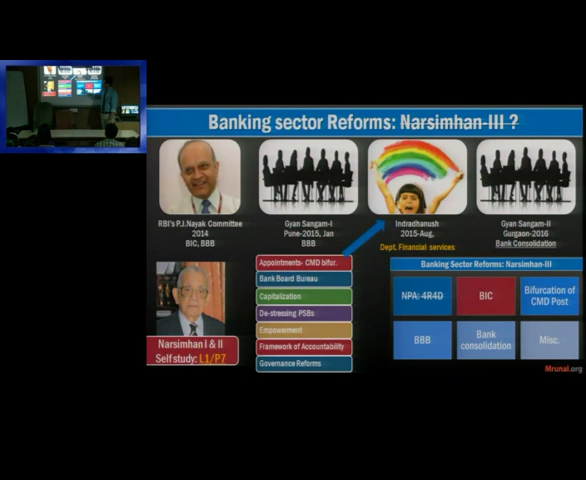 Banking sector Reforms: Narsimhan-III ?
RBI's P.J.Nayak Committee
2014
BIC, BBB
Gyan Sangam-I
Pune-2015, Jan
BBB
Indradhanush
2015-Aug.
Dept. Financial services
Gyan Sangam-II
Gurgaon-2016
Bank Consolidation
Narsimhan I & II
Self study: L1/P7
Appointments- CMD bifur.
Bank Board Bureau
Capitalization
De-stressing PSBs
Empowerment
Framework of Accountability
Governance Reforms
Banking Sector Reforms: Narsimhan-III
NPA: 4R4D
BIC
Bifurcation of
CMD Post
BBB
Bank
consolidation
Misc.
Mrunal.org